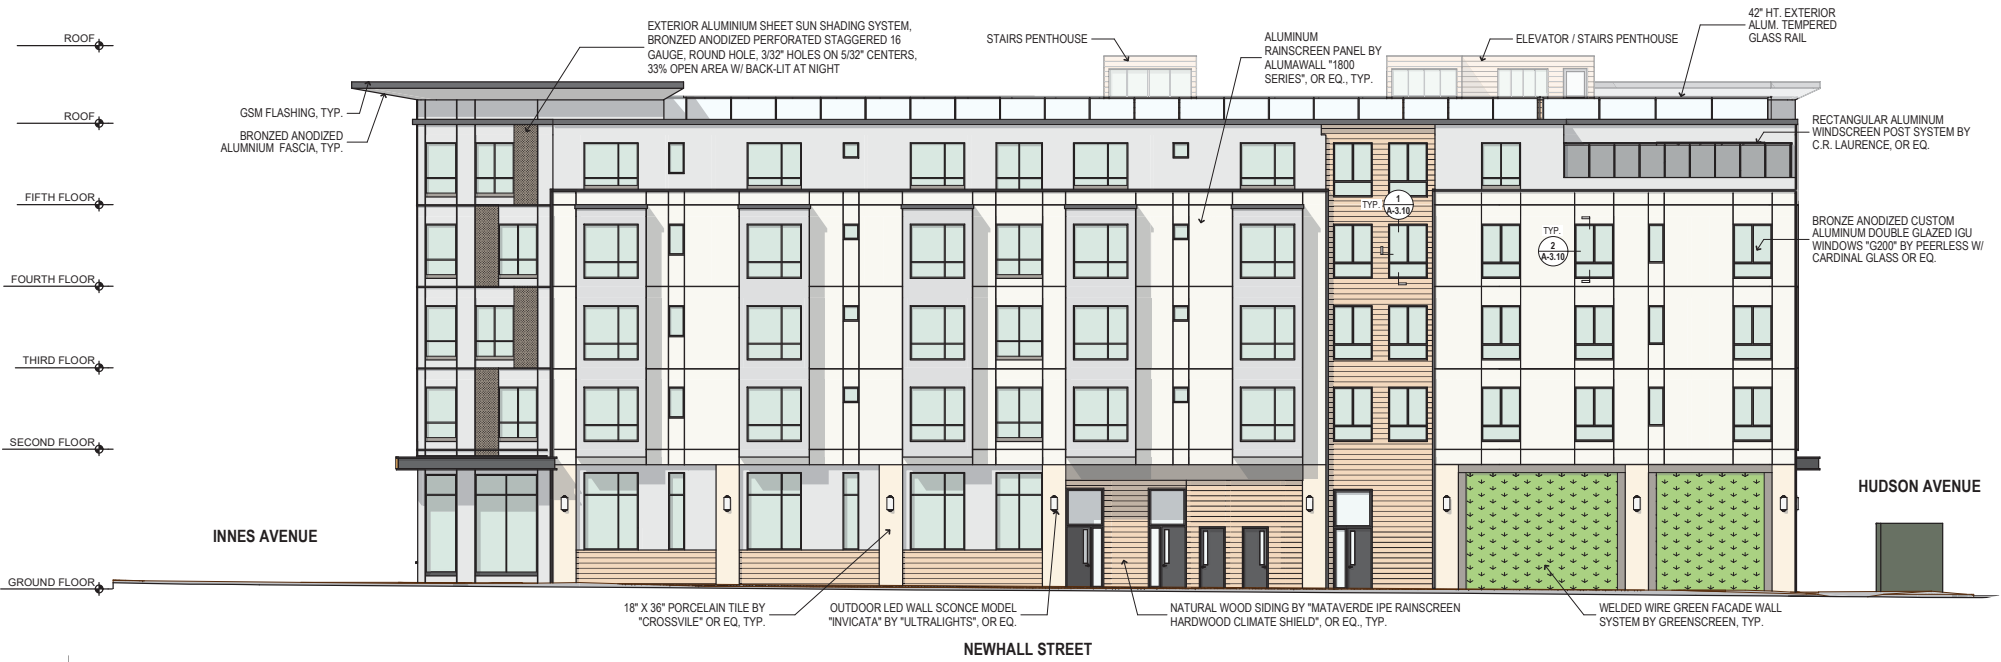 ROOF
ROOF
FIFTH FLOOR
FOURTH FLOOR
THIRD FLOOR
SECOND FLOOR
GROUND FLOOR
GSM FLASHING, TYP.
BRONZED ANODIZED
ALUMNIUM FASCIA, TYP.
EXTERIOR ALUMINIUM SHEET SUN SHADING SYSTEM,
BRONZED ANODIZED PERFORATED STAGGERED 16
GAUGE, ROUND HOLE, 3/32" HOLES ON 5/32" CENTERS,
33% OPEN AREA W/ BACK-LIT AT NIGHT
STAIRS PENTHOUSE
ALUMINUM
RAINSCREEN PANEL BY
ALUMAWALL "1800
SERIES", OR EQ., TYP.
ELEVATOR / STAIRS PENTHOUSE
42" HT. EXTERIOR
ALUM. TEMPERED
GLASS RAIL
RECTANGULAR ALUMINUM
WINDSCREEN POST SYSTEM BY
C.R. LAURENCE, OR EQ.
TYP.
1
A-3.10
TYP.
2
A-3.10
BRONZE ANODIZED CUSTOM
ALUMINUM DOUBLE GLAZED IGU
WINDOWS "G200" BY PEERLESS W/
CARDINAL GLASS OR EQ.
INNES AVENUE
HUDSON AVENUE
18" X 36" PORCELAIN TILE BY
"CROSSVILE" OR EQ, TYP.
OUTDOOR LED WALL SCONCE MODEL
"INVICATA" BY "ULTRALIGHTS", OR EQ.
NATURAL WOOD SIDING BY "MATAVERDE IPE RAINSCREEN
HARDWOOD CLIMATE SHIELD", OR EQ., TYP.
WELDED WIRE GREEN FACADE WALL
SYSTEM BY GREENSCREEN, TYP.
NEWHALL STREET